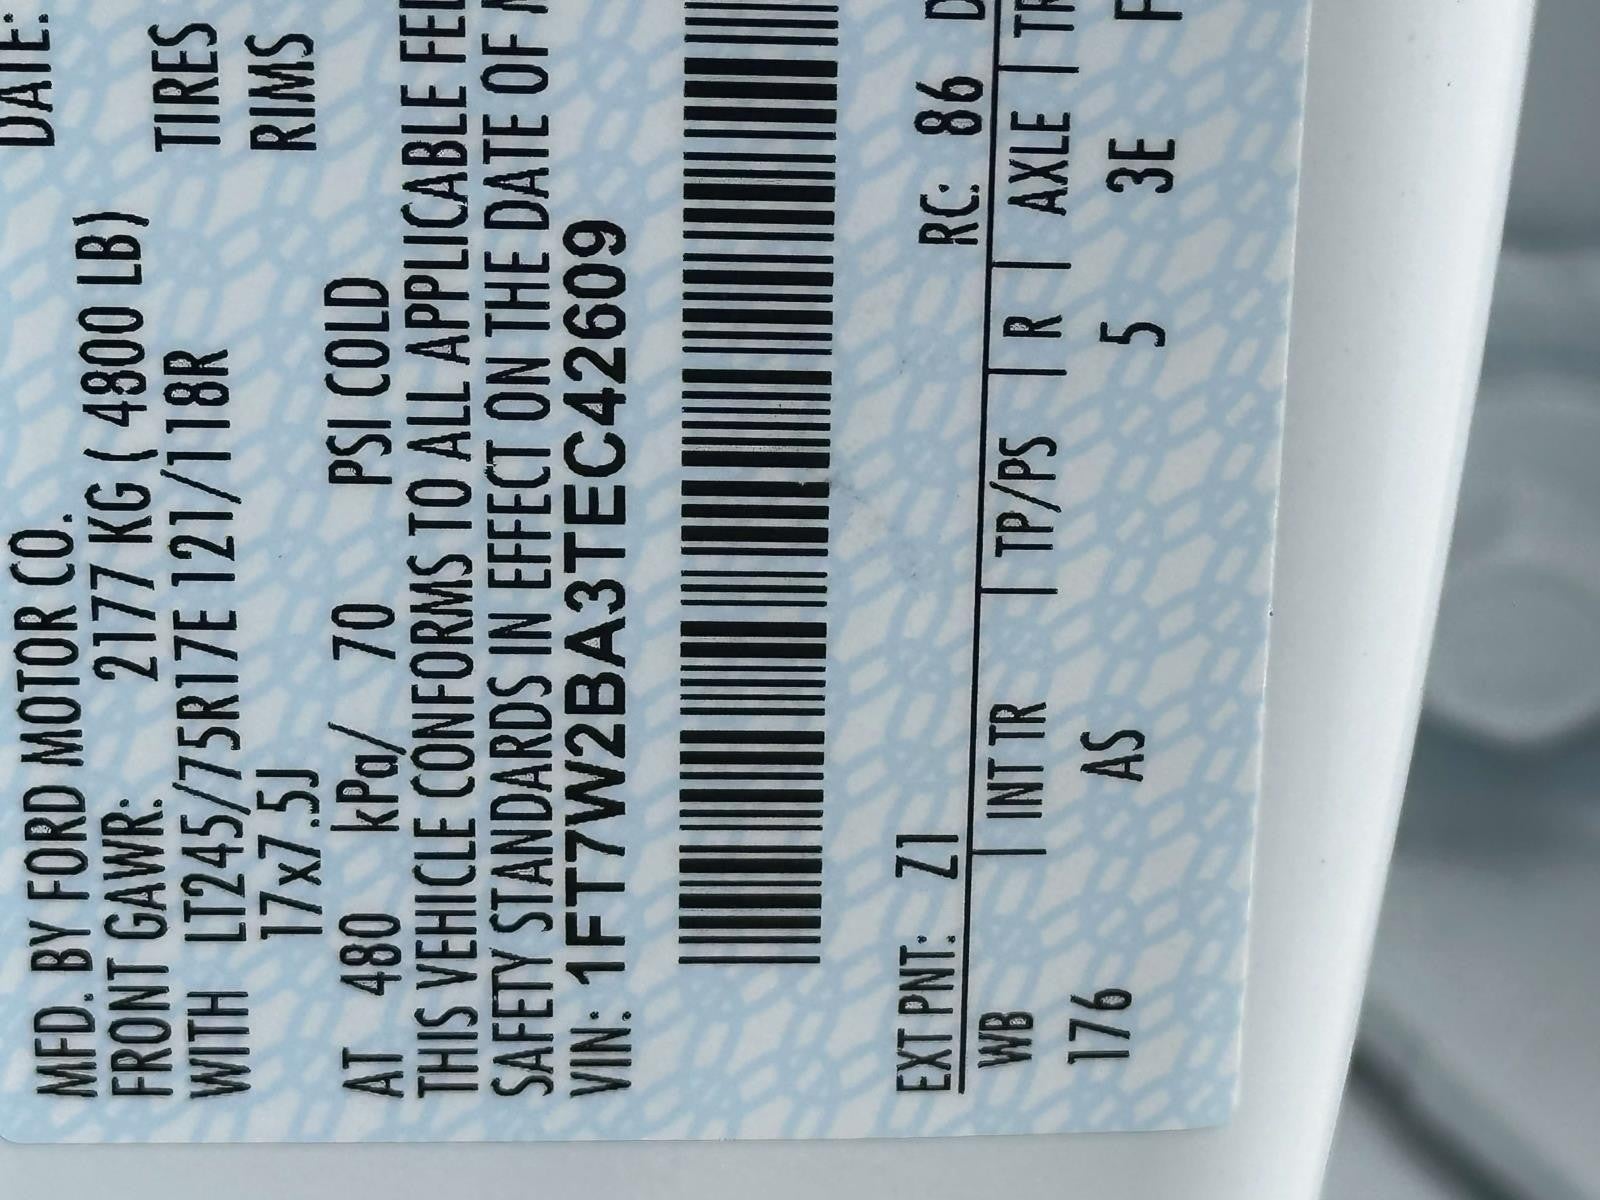 MFD. BY FORD MOTOR CO.
DATE:
FRONT GAWR: 2177 KG ( 4800 LB)
WITH LT245/75R17E 121/118R TIRES
17x7.5J RIMS
AT 480 kPa/ 70 PSI COLD
THIS VEHICLE CONFORMS TO ALL APPLICABLE
SAFETY STANDARDS IN EFFECT ON THE DATE OF
VIN: 1FT7W2BA3TEC42609
EXT PNT: Z1 RC: 86
WB INT TR TP/PS R AXLE TR
176 AS 5 3E